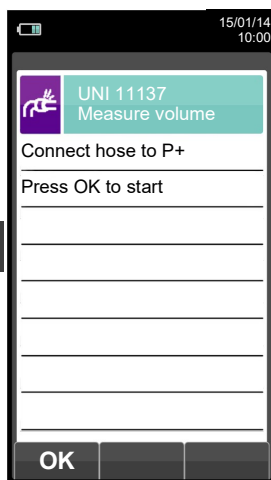 15/01/14
10:00
UNI 11137
Measure volume
Connect hose to P+
Press OK to start
OK